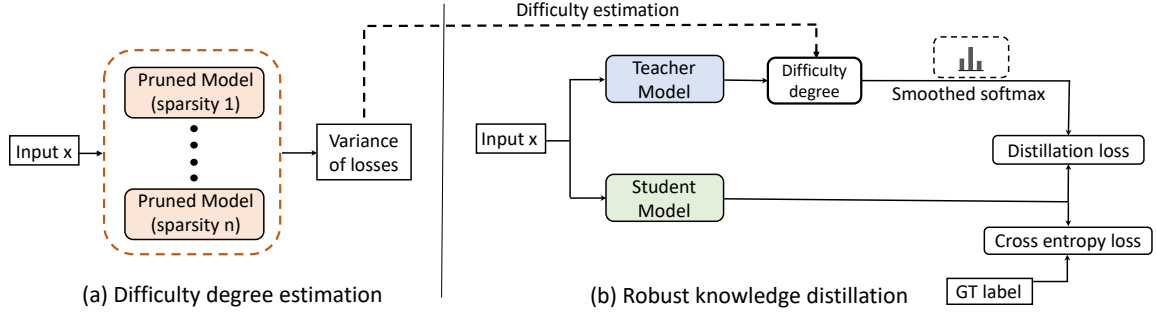 Difficulty estimation
Input x
Pruned Model
(sparsity 1)
Pruned Model
(sparsity n)
Variance
of losses
(a) Difficulty degree estimation
Input x
Teacher
Model
Difficulty
degree
Smoothed softmax
Distillation loss
Student
Model
Cross entropy loss
GT label
(b) Robust knowledge distillation